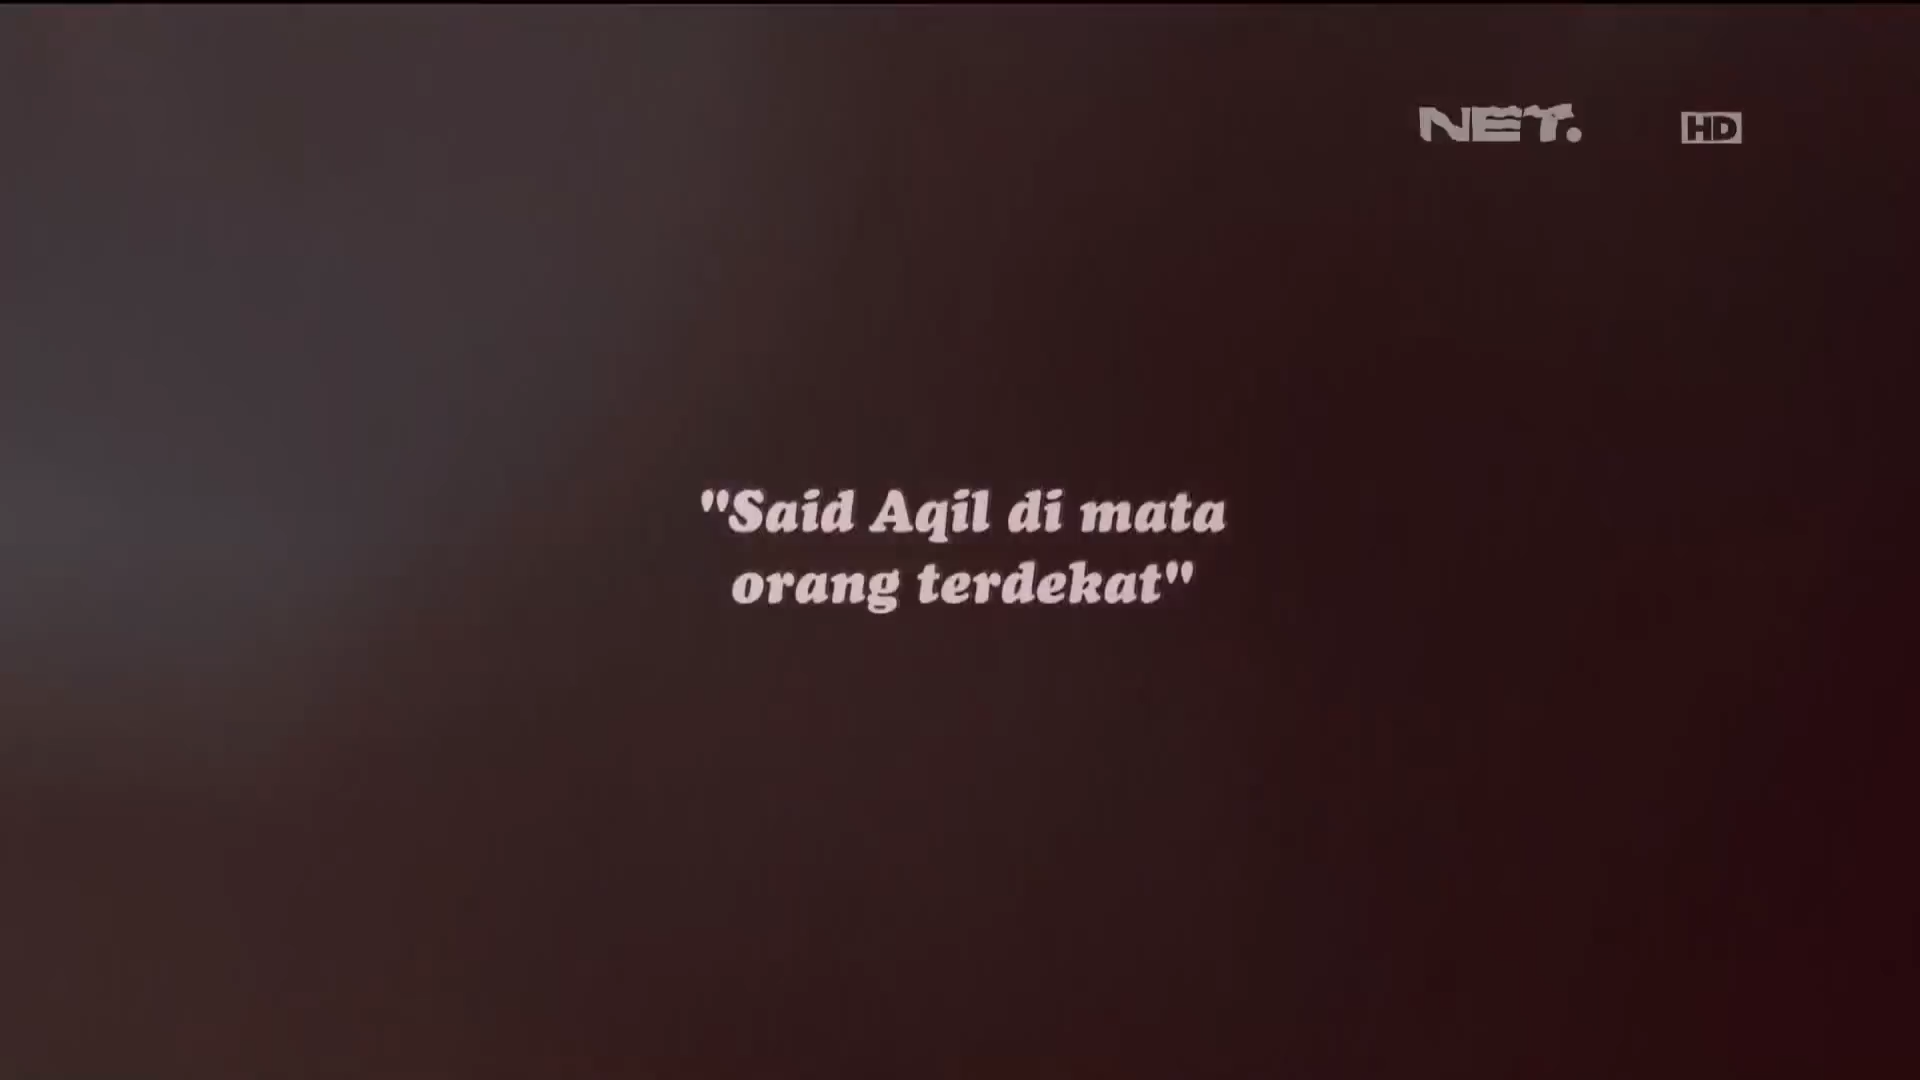 NET.
HD
"Said Aqil di mata
orang terdekat"